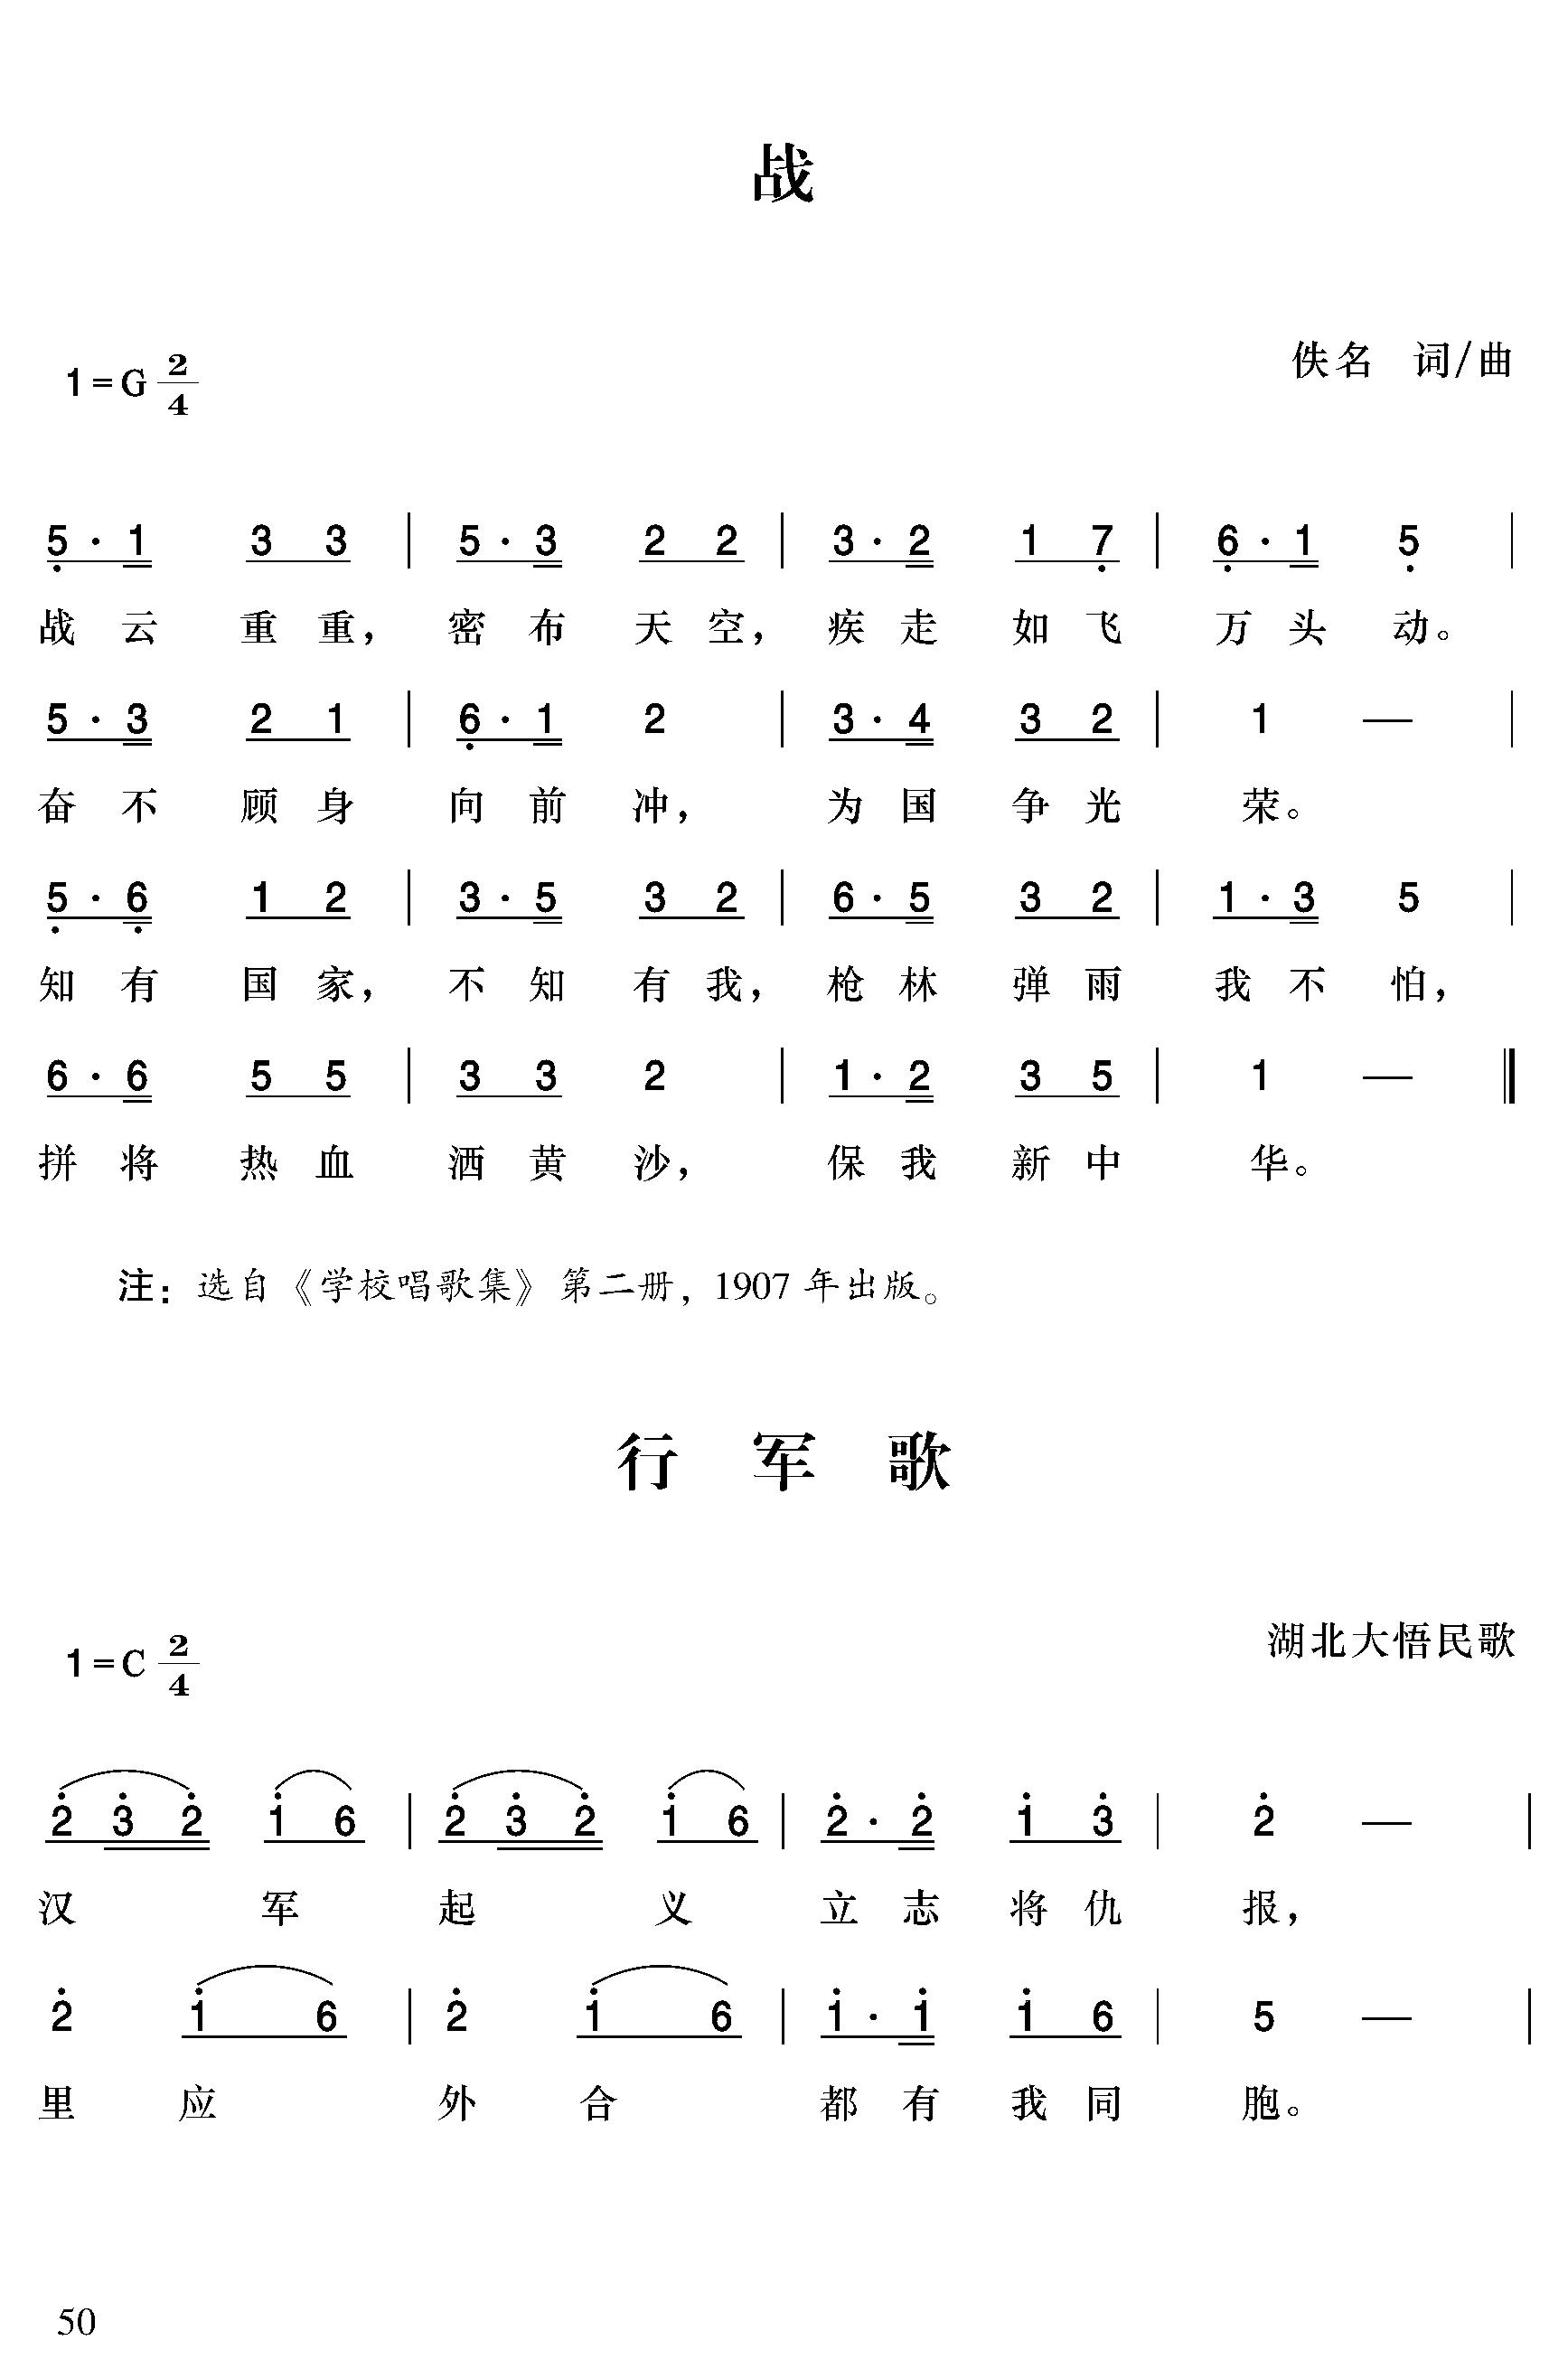 战
佚名 词/曲
1=G 2/4
5·1 3 3 | 5·3 2 2 | 3·2 1 7 | 6·1 5 |
战云 重重， 密布 天空， 疾走 如飞 万头 动。
5·3 2 1 | 6·1 2 | 3·4 3 2 | 1 — |
奋不 顾身 向前 冲， 为国 争光 荣。
5·6 1 2 | 3·5 3 2 | 6·5 3 2 | 1·3 5 |
知有 国家， 不知 有我， 枪林 弹雨 我不 怕，
6·6 5 5 | 3 3 2 | 1·2 3 5 | 1 — ‖
拼将 热血 洒黄 沙， 保我 新中 华。
注：选自《学校唱歌集》第二册，1907 年出版。
行 军 歌
湖北大悟民歌
1=C 2/4
2 3 2 1 6 | 2 3 2 1 6 | 2·2 1 3 | 2 — |
汉 军 起 义 立志 将仇 报，
2 1 6 | 2 1 6 | 1·1 1 6 | 5 — |
里 应 外 合 都有 我同 胞。
50